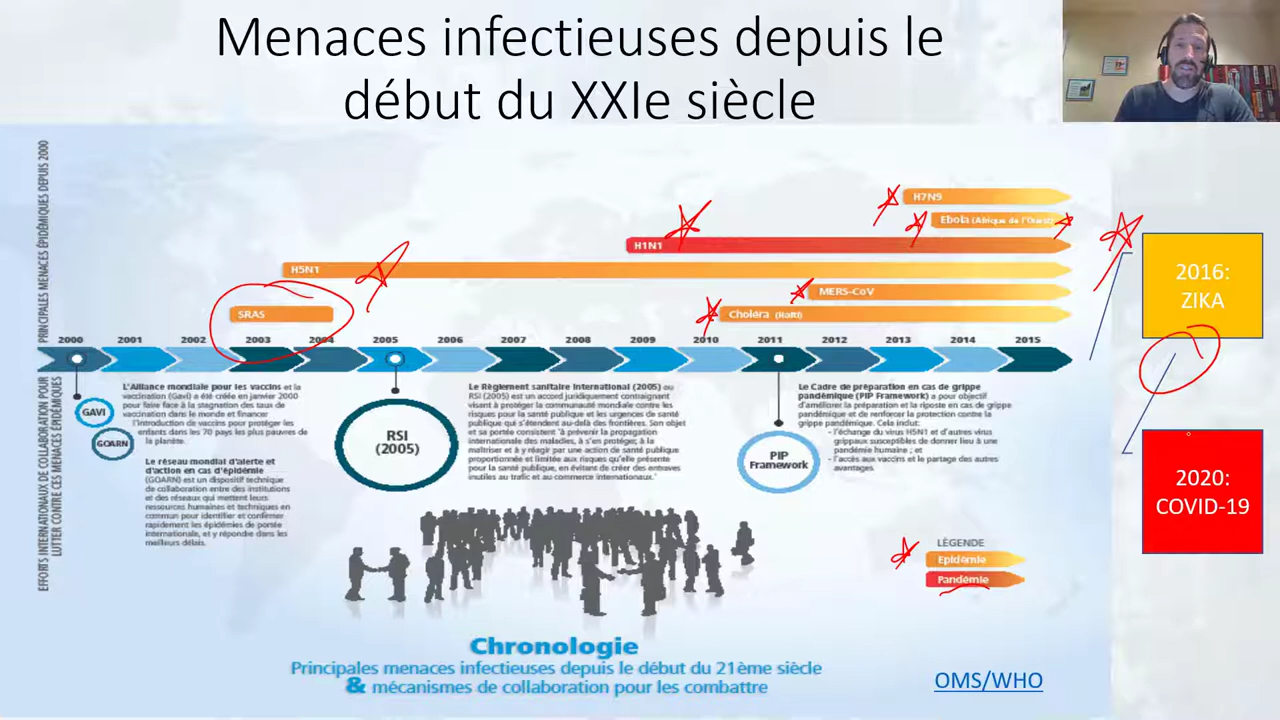 Menaces infectieuses depuis le
début du XXIe siècle
PRINCIPALES MENACES ÉPIDÉMIQUES DEPUIS 2000
H7N9
Ebola (Afrique de l'Ouest)
H1N1
H5N1
MERS-CoV
SRAS
Choléra (Haïti)
2000 2001 2002 2003 2004 2005 2006 2007 2008 2009 2010 2011 2012 2013 2014 2015
2016:
ZIKA
2020:
COVID-19
EFFORTS INTERNATIONAUX DE COLLABORATION POUR
LUTTER CONTRE CES MENACES ÉPIDÉMIQUES
GAVI
GOARN
L'Alliance mondiale pour les vaccins et la
vaccination (Gavi) a été créée en janvier 2000
pour faire face à la stagnation des taux de
vaccination dans le monde et financer
l'introduction de vaccins pour protéger les
enfants dans les 70 pays les plus pauvres de
la planète.
Le réseau mondial d'alerte et
d'action en cas d'épidémie
(GOARN) est un dispositif technique
de collaboration entre des institutions
et des réseaux qui mettent leurs
ressources humaines et techniques en
commun pour identifier et confirmer
rapidement les épidémies de portée
internationale, et y répondre dans les
meilleurs délais.
RSI
(2005)
Le Règlement sanitaire international (2005) ou
RSI (2005) est un accord juridiquement contraignant
visant à protéger la communauté mondiale contre les
risques pour la santé publique et les urgences de santé
publique qui s'étendent au-delà des frontières. Son objet
et sa portée consistent "à prévenir la propagation
internationale des maladies, à s'en protéger, à la
maîtriser et à y réagir par une action de santé publique
proportionnée et limitée aux risques qu'elle présente
pour la santé publique, en évitant de créer des entraves
inutiles au trafic et au commerce internationaux."
PIP
Framework
Le Cadre de préparation en cas de grippe
pandémique (PIP Framework) a pour objectif
d'améliorer la préparation et la riposte en cas de grippe
pandémique et de renforcer la protection contre la
grippe pandémique. Cela inclut:
- l'échange du virus H5N1 et d'autres virus
grippaux susceptibles de donner lieu à une
pandémie humaine ; et
- l'accès aux vaccins et le partage des autres
avantages.
LÉGENDE
Epidémie
Pandémie
Chronologie
Principales menaces infectieuses depuis le début du 21ème siècle
& mécanismes de collaboration pour les combattre
OMS/WHO